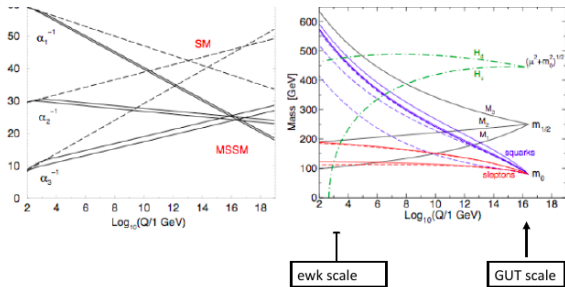 60
50
40
30
20
10
0
α₁⁻¹
α₂⁻¹
α₃⁻¹
SM
MSSM
2 4 6 8 10 12 14 16 18
Log₁₀(Q/1 GeV)
Mass [GeV]
600
500
400
300
200
100
0
H_d
H_u
(μ²+m₀²)^1/2
M₃
M₂
M₁
m₁/₂
squarks
sleptons
m₀
2 4 6 8 10 12 14 16 18
Log₁₀(Q/1 GeV)
ewk scale
GUT scale